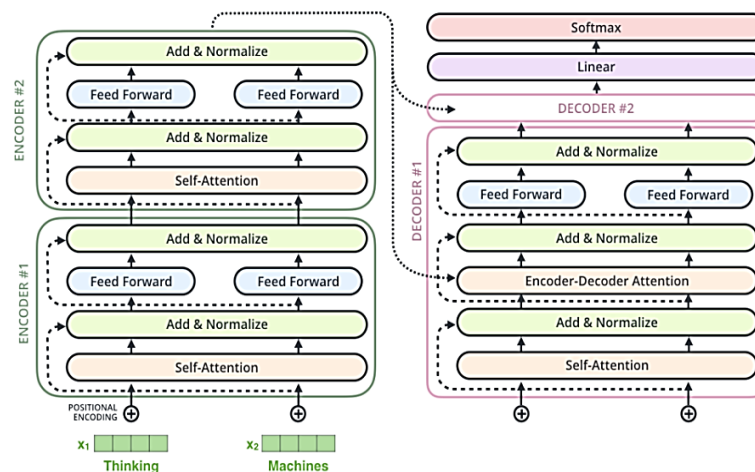 ENCODER #2
Add & Normalize
Feed Forward
Feed Forward
Add & Normalize
Self-Attention
ENCODER #1
Add & Normalize
Feed Forward
Feed Forward
Add & Normalize
Self-Attention
POSITIONAL
ENCODING
x1
x2
Thinking
Machines
Softmax
Linear
DECODER #2
DECODER #1
Add & Normalize
Feed Forward
Feed Forward
Add & Normalize
Encoder-Decoder Attention
Add & Normalize
Self-Attention